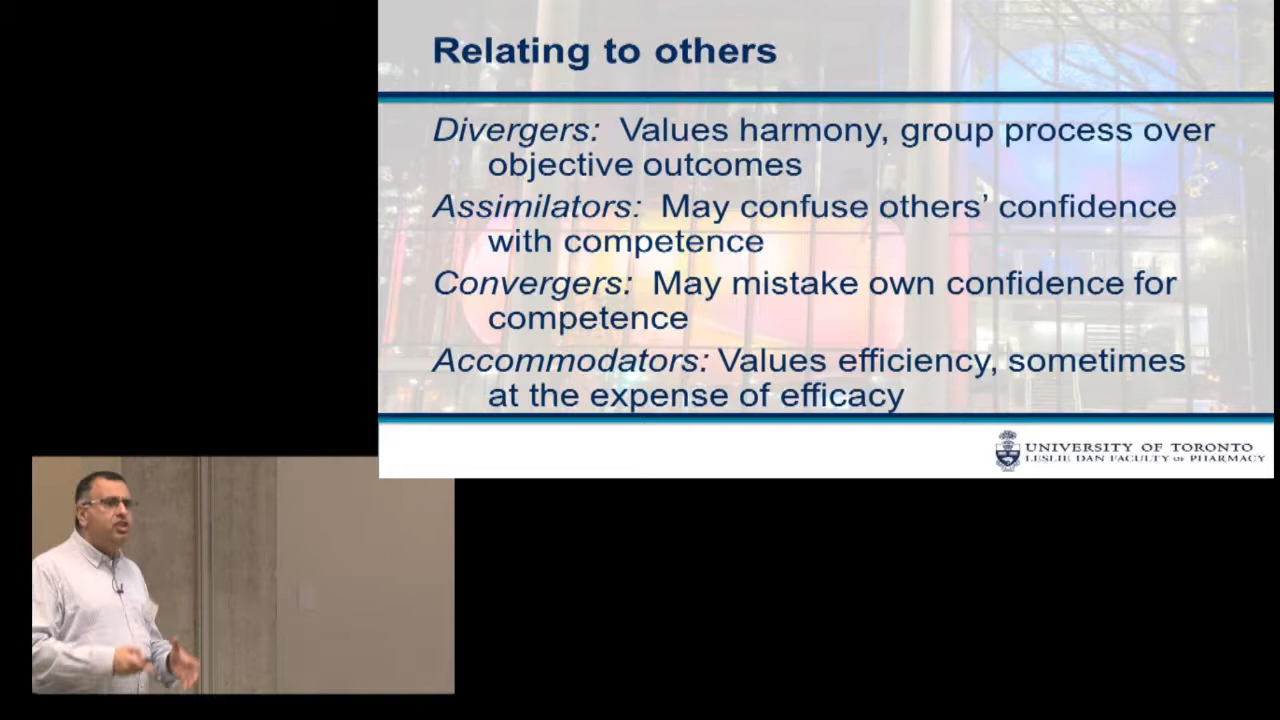 Relating to others
Divergers: Values harmony, group process over
objective outcomes
Assimilators: May confuse others’ confidence
with competence
Convergers: May mistake own confidence for
competence
Accommodators: Values efficiency, sometimes
at the expense of efficacy
UNIVERSITY OF TORONTO
LESLIE DAN FACULTY OF PHARMACY